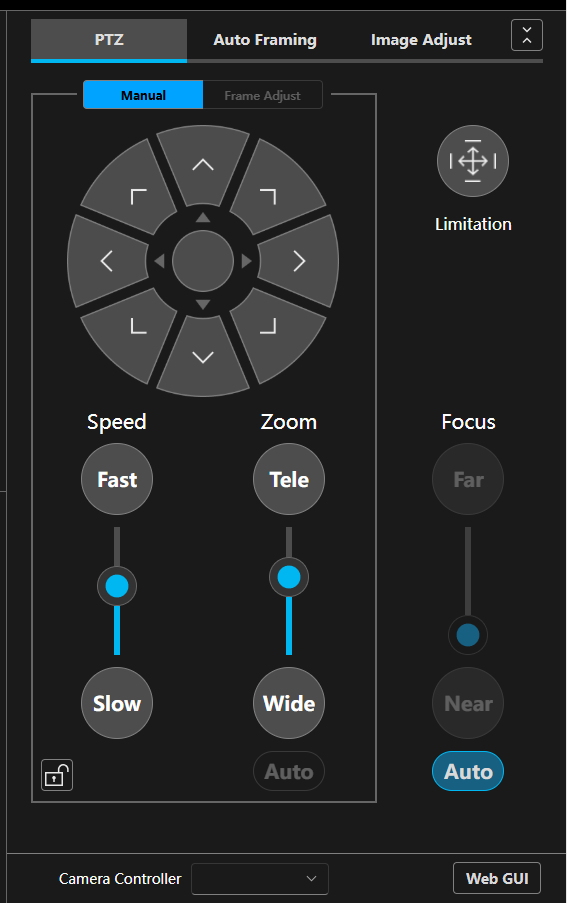 PTZ Auto Framing Image Adjust
Manual Frame Adjust
Limitation
Speed Zoom Focus
Fast Tele Far
Slow Wide Near
Auto Auto
Camera Controller Web GUI